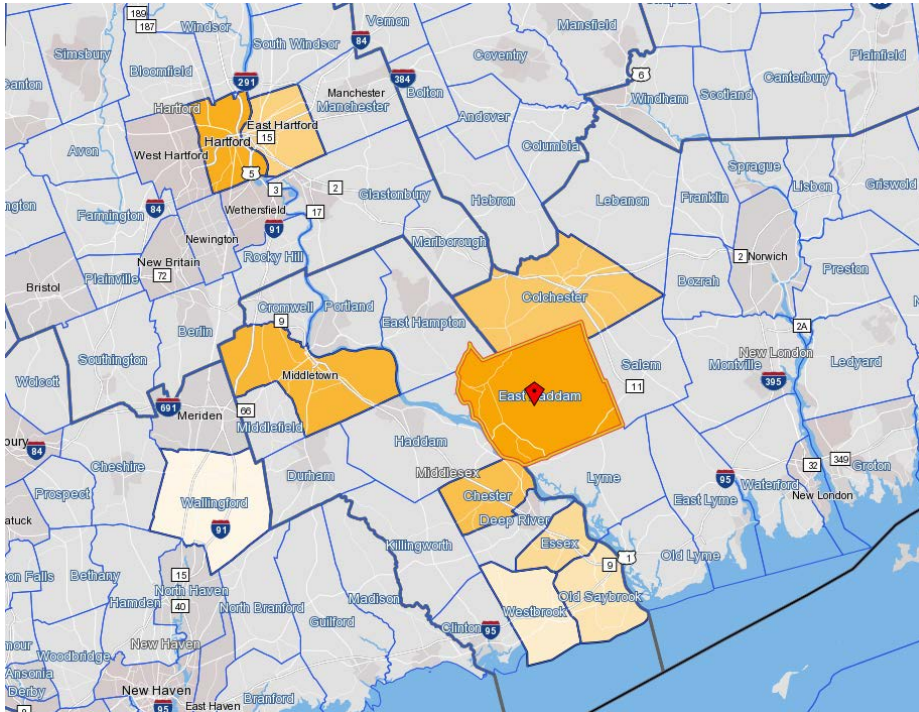 189
187
Windsor
Vernon
Mansfield
Simsbury
South Windsor
84
Coventry
Plainfield
Canton
Bloomfield
291
384
6
Canterbury
Manchester
Bolton
Windham
Scotland
Hartford
Manchester
East Hartford
Andover
Hartford
15
Avon
West Hartford
Columbia
5
Sprague
3
2
Glastonbury
Hebron
Lebanon
Franklin
Lisbon
Griswold
ngton
84
Wethersfield
17
Farmington
91
Newington
Marlborough
New Britain
Rocky Hill
2
Norwich
Plainville
72
Bozrah
Preston
Bristol
Colchester
Cromwell
Portland
9
East Hampton
2A
Berlin
Southington
Salem
New London
Wolcott
Middletown
Montville
Ledyard
East Haddam
11
395
691
66
Meriden
Middlefield
bury
Haddam
84
Cheshire
Middlesex
349
Durham
Lyme
32
Groton
95
Prospect
Wallingford
Chester
East Lyme
Waterford
New London
atuck
Deep River
91
Killingworth
Essex
1
Old Lyme
9
Bethany
15
on Falls
North Haven
Old Saybrook
Hamden
40
North Branford
Madison
Westbrook
Guilford
Clinton
95
mour
Woodbridge
New Haven
Ansonia
Derby
New Haven
Branford
East Haven
95